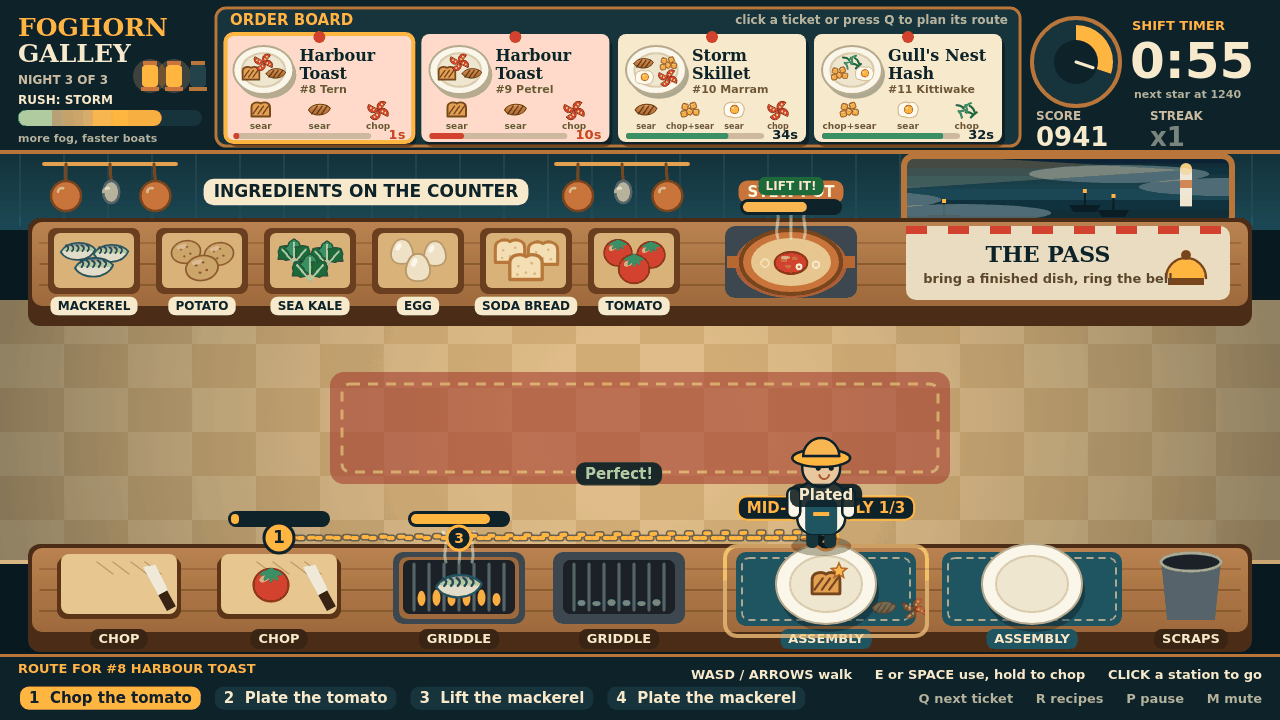 FOGHORN
GALLEY
NIGHT 3 OF 3
RUSH: STORM
more fog, faster boats
ORDER BOARD
click a ticket or press Q to plan its route
Harbour
Toast
#8 Tern
sear
sear
chop
1s
Harbour
Toast
#9 Petrel
sear
sear
chop
10s
Storm
Skillet
#10 Marram
sear
chop+sear
sear
chop
34s
Gull's Nest
Hash
#11 Kittiwake
chop+sear
sear
chop
32s
SHIFT TIMER
0:55
next star at 1240
SCORE
0941
STREAK
x1
INGREDIENTS ON THE COUNTER
LIFT IT!
THE PASS
bring a finished dish, ring the bel
MACKEREL
POTATO
SEA KALE
EGG
SODA BREAD
TOMATO
Perfect!
Plated
MID-
LY 1/3
1
3
CHOP
CHOP
GRIDDLE
GRIDDLE
ASSEMBLY
ASSEMBLY
SCRAPS
ROUTE FOR #8 HARBOUR TOAST
1 Chop the tomato
2 Plate the tomato
3 Lift the mackerel
4 Plate the mackerel
WASD / ARROWS walk
E or SPACE use, hold to chop
CLICK a station to go
Q next ticket
R recipes
P pause
M mute